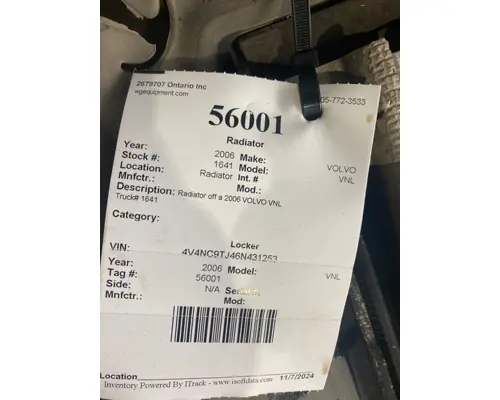 2679707 Ontario Inc
wgequipment.com 05-772-3533
56001
Radiator
Year: 2006 Make: VOLVO
Stock #: 1641 Model: VNL
Location: Radiator Int. #
Mnfctr.: Mod.:
Description: Radiator off a 2006 VOLVO VNL
Truck# 1641
Category:
Locker
VIN: 4V4NC9TJ46N431253
Year: 2006 Model: VNL
Tag #: 56001
Side: N/A
Mnfctr.: Mod:
Location
Inventory Powered By ITrack - www.isoftdata.com 11/7/2024